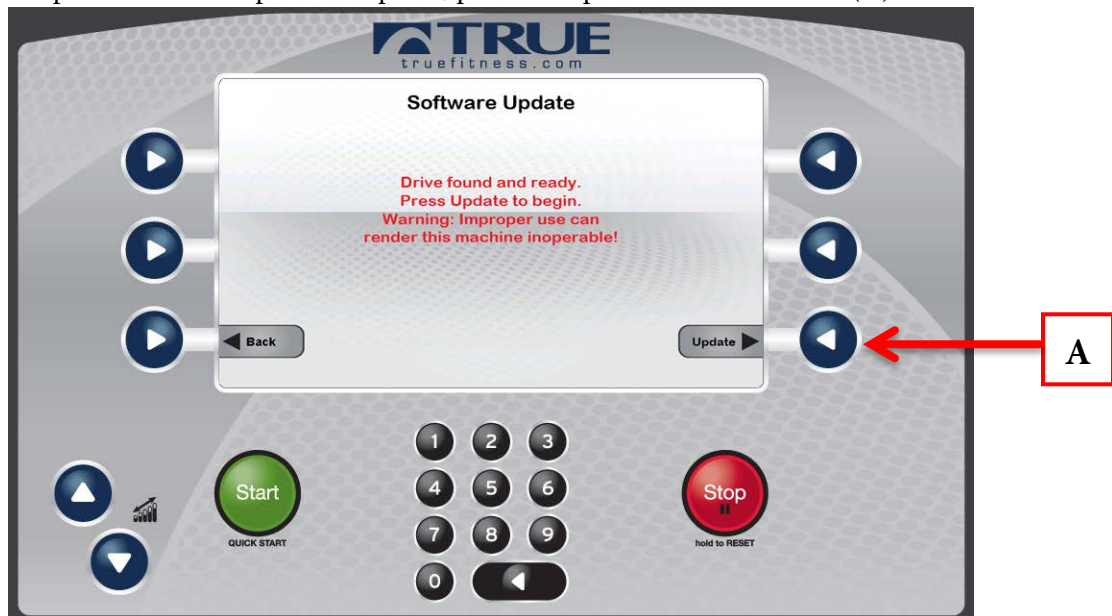 TRUE
truefitness.com
Software Update
Drive found and ready.
Press Update to begin.
Warning: Improper use can
render this machine inoperable!
Back
Update
A
1 2 3
4 5 6
7 8 9
0
Start
QUICK START
Stop
hold to RESET